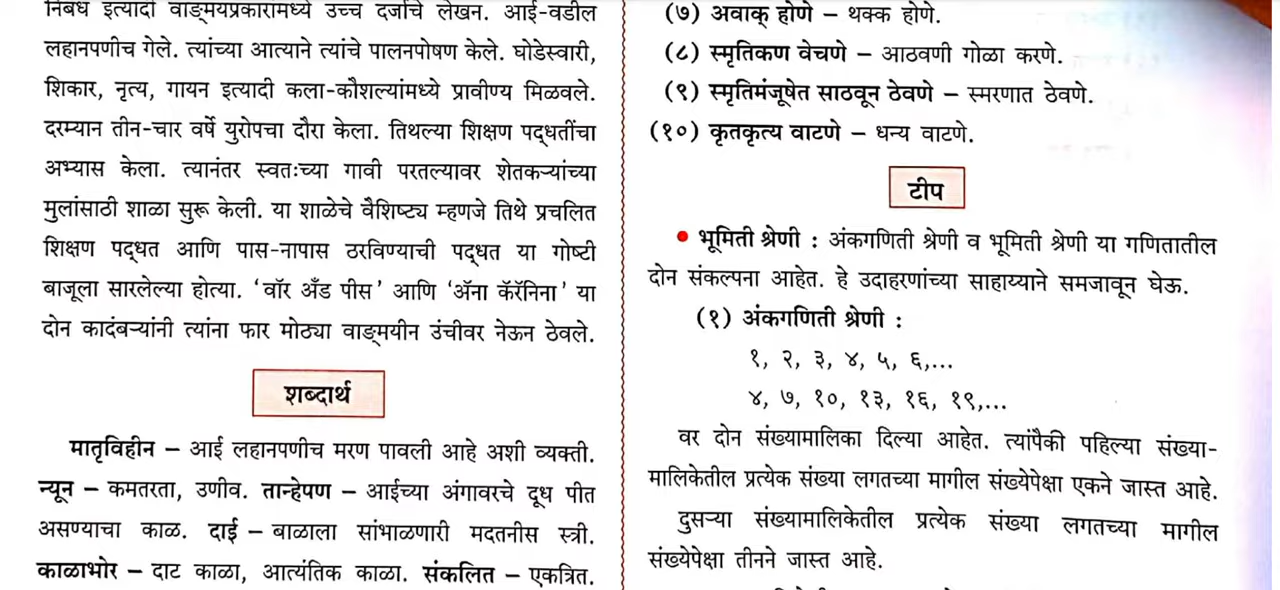 निबंध इत्यादी वाङ्मयप्रकारांमध्ये उच्च दर्जाचे लेखन. आई-वडील
लहानपणीच गेले. त्यांच्या आत्याने त्यांचे पालनपोषण केले. घोडेस्वारी,
शिकार, नृत्य, गायन इत्यादी कला-कौशल्यांमध्ये प्रावीण्य मिळवले.
दरम्यान तीन-चार वर्षे युरोपचा दौरा केला. तिथल्या शिक्षण पद्धतींचा
अभ्यास केला. त्यानंतर स्वतःच्या गावी परतल्यावर शेतकऱ्यांच्या
मुलांसाठी शाळा सुरू केली. या शाळेचे वैशिष्ट्य म्हणजे तिथे प्रचलित
शिक्षण पद्धत आणि पास-नापास ठरविण्याची पद्धत या गोष्टी
बाजूला सारलेल्या होत्या. ‘वॉर अँड पीस’ आणि ‘ॲना कॅरेनिना’ या
दोन कादंबऱ्यांनी त्यांना फार मोठ्या वाङ्मयीन उंचीवर नेऊन ठेवले.
शब्दार्थ
मातृविहीन – आई लहानपणीच मरण पावली आहे अशी व्यक्ती.
न्यून – कमतरता, उणीव. तान्हेपण – आईच्या अंगावरचे दूध पीत
असण्याचा काळ. दाई – बाळाला सांभाळणारी मदतनीस स्त्री.
काळाभोर – दाट काळा, आत्यंतिक काळा. संकलित – एकत्रित.
(७) अवाक् होणे – थक्क होणे.
(८) स्मृतिकण वेचणे – आठवणी गोळा करणे.
(९) स्मृतिमंजूषेत साठवून ठेवणे – स्मरणात ठेवणे.
(१०) कृतकृत्य वाटणे – धन्य वाटणे.
टीप
• भूमिती श्रेणी : अंकगणिती श्रेणी व भूमिती श्रेणी या गणितातील
दोन संकल्पना आहेत. हे उदाहरणांच्या साहाय्याने समजावून घेऊ.
(१) अंकगणिती श्रेणी :
१, २, ३, ४, ५, ६,...
४, ७, १०, १३, १६, १९,...
वर दोन संख्यामालिका दिल्या आहेत. त्यांपैकी पहिल्या संख्या-
मालिकेतील प्रत्येक संख्या लगतच्या मागील संख्येपेक्षा एकने जास्त आहे.
दुसऱ्या संख्यामालिकेतील प्रत्येक संख्या लगतच्या मागील
संख्येपेक्षा तीनने जास्त आहे.